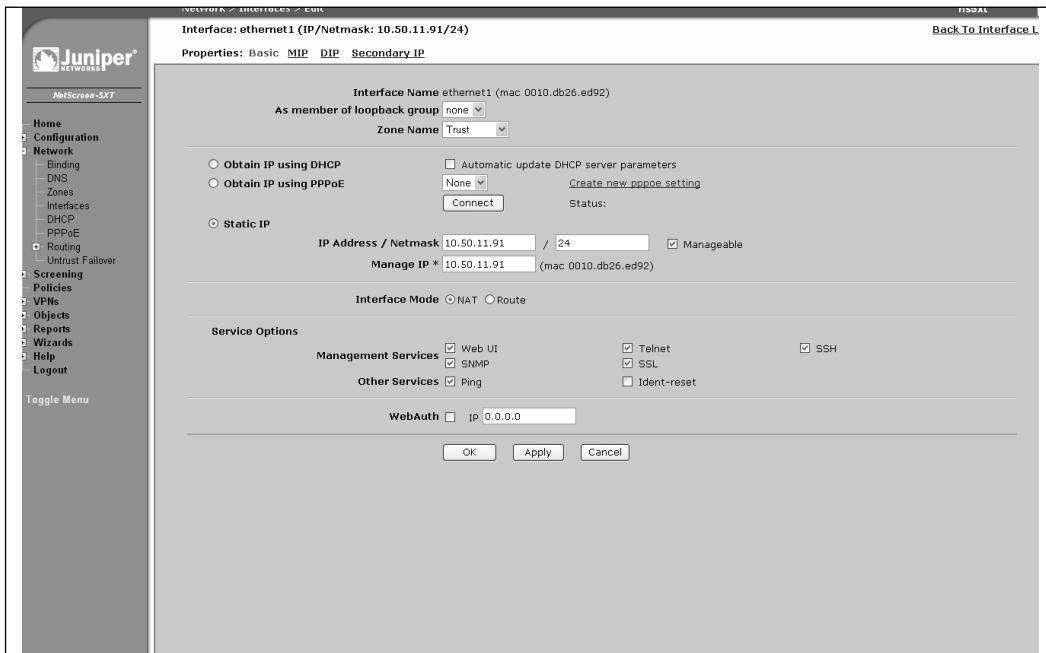 Network > Interfaces > Edit
ns5xt
Interface: ethernet1 (IP/Netmask: 10.50.11.91/24)
Back To Interface L
Properties: Basic MIP DIP Secondary IP
Juniper
NETWORKS
NetScreen-5XT
Home
Configuration
Network
Binding
DNS
Zones
Interfaces
DHCP
PPPoE
Routing
Untrust Failover
Screening
Policies
VPNs
Objects
Reports
Wizards
Help
Logout
Toggle Menu
Interface Name ethernet1 (mac 0010.db26.ed92)
As member of loopback group none
Zone Name Trust
Obtain IP using DHCP Automatic update DHCP server parameters
Obtain IP using PPPoE None Create new pppoe setting
Connect Status:
Static IP
IP Address / Netmask 10.50.11.91 / 24 Manageable
Manage IP * 10.50.11.91 (mac 0010.db26.ed92)
Interface Mode NAT Route
Service Options
Management Services Web UI Telnet SSH
SNMP SSL
Other Services Ping Ident-reset
WebAuth IP 0.0.0.0
OK Apply Cancel